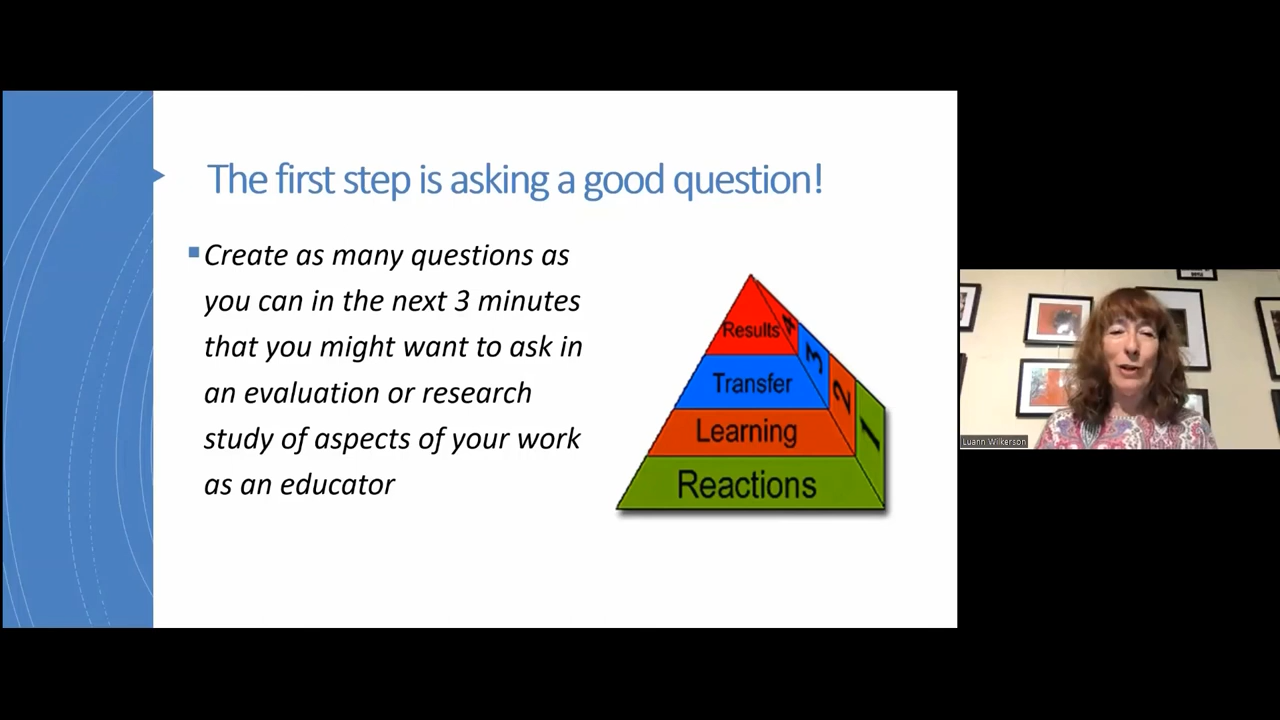 The first step is asking a good question!
Create as many questions as
you can in the next 3 minutes
that you might want to ask in
an evaluation or research
study of aspects of your work
as an educator
Results 4
Transfer 3
Learning 2
Reactions 1
Luann Wilkerson